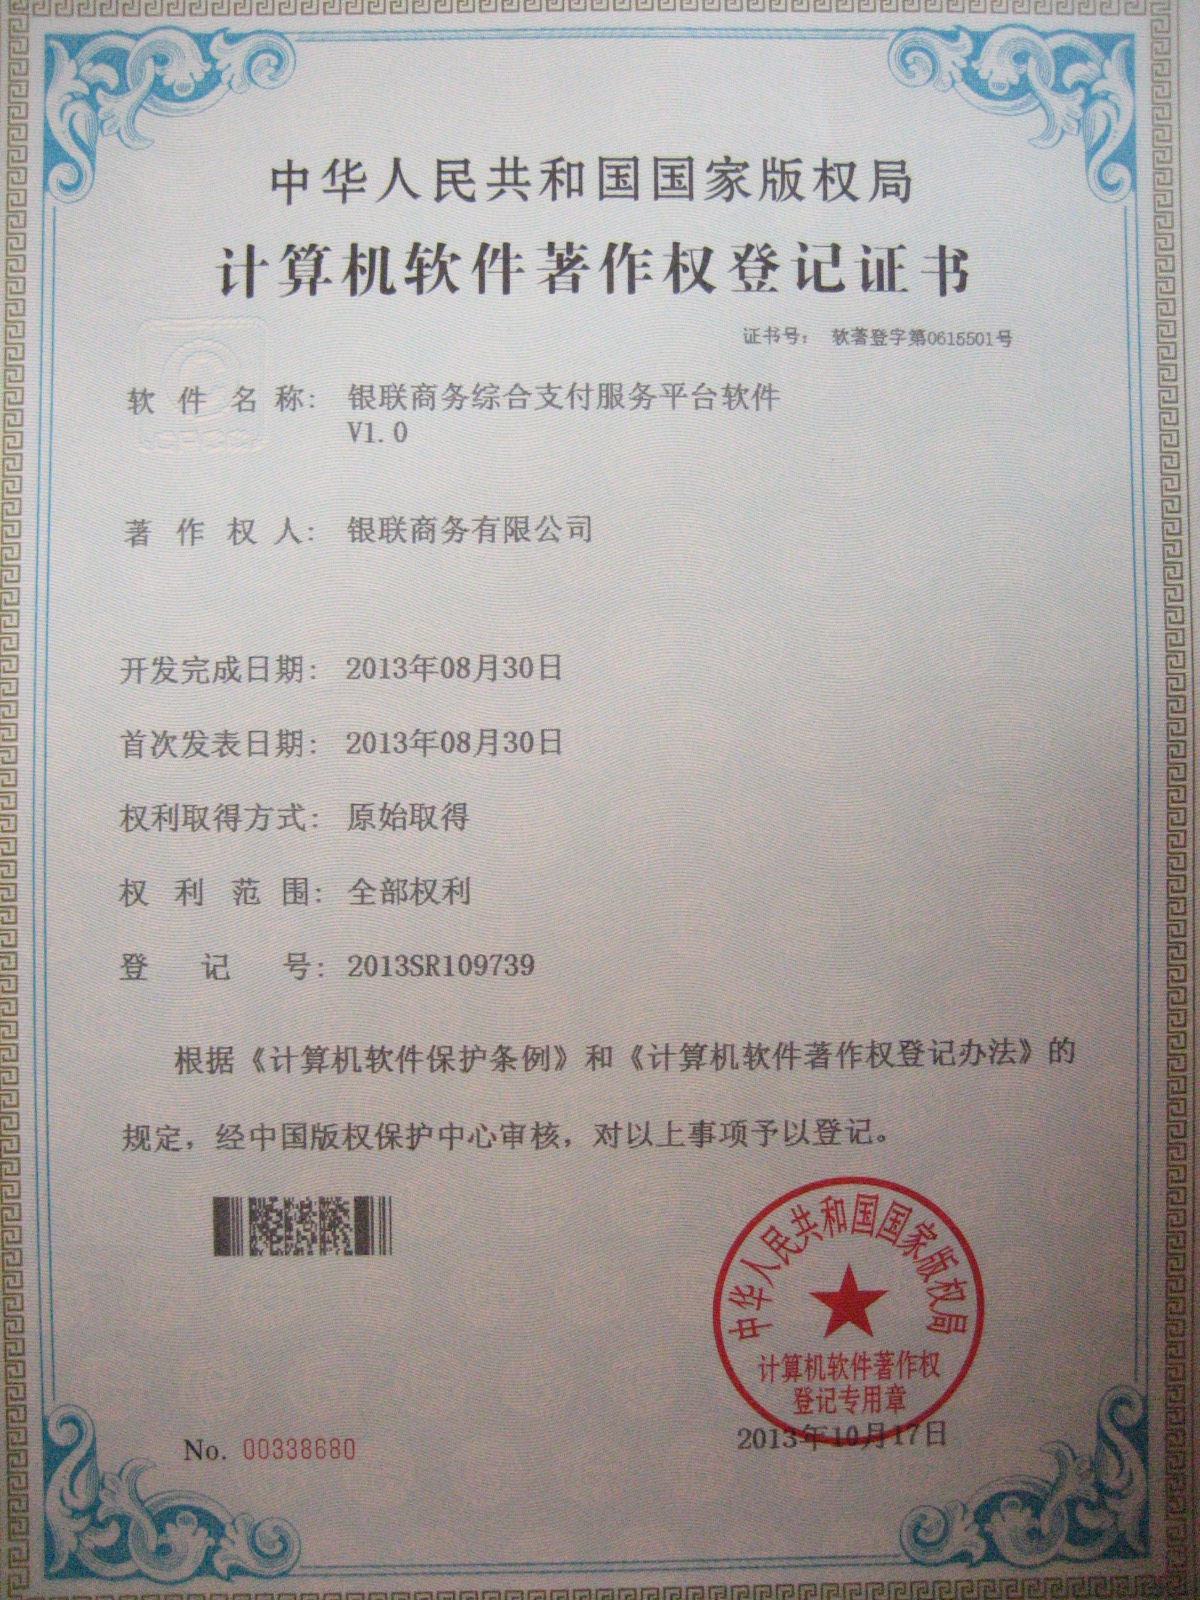 中华人民共和国国家版权局
计算机软件著作权登记证书
证书号： 软著登字第0615501号
软件名称： 银联商务综合支付服务平台软件
V1.0
著作权人： 银联商务有限公司
开发完成日期： 2013年08月30日
首次发表日期： 2013年08月30日
权利取得方式： 原始取得
权利范围： 全部权利
登记号： 2013SR109739
根据《计算机软件保护条例》和《计算机软件著作权登记办法》的
规定，经中国版权保护中心审核，对以上事项予以登记。
中华人民共和国国家版权局
计算机软件著作权
登记专用章
2013年10月17日
No. 00338680